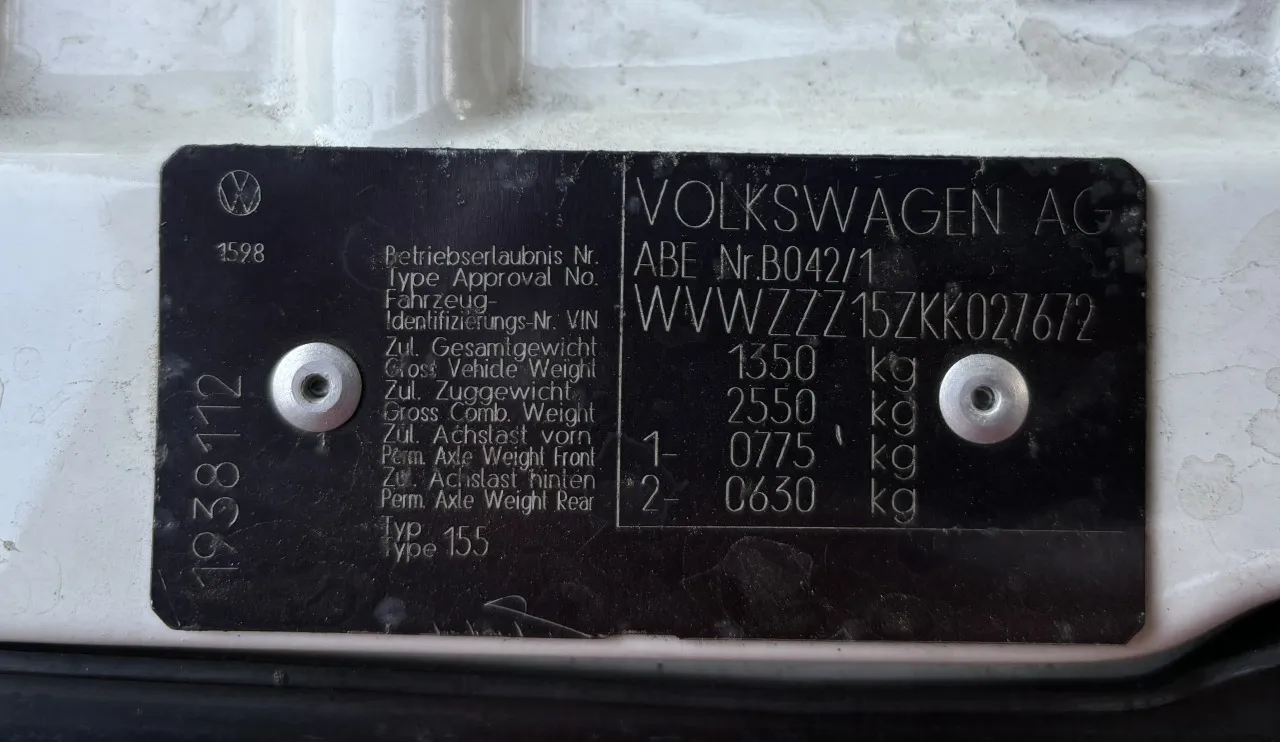 1598
1938112
Betriebserlaubnis Nr.
Type Approval No.
Fahrzeug-
Identifizierungs-Nr. VIN
Zul. Gesamtgewicht
Gross Vehicle Weight
Zul. Zuggewicht
Gross Comb. Weight
Zul. Achslast vorn
Perm. Axle Weight Front
Zul. Achslast hinten
Perm. Axle Weight Rear
Typ
Type 155
VOLKSWAGEN AG
ABE Nr.B042/1
WVWZZZ15ZKK027672
1350 kg
2550 kg
1- 0775 kg
2- 0630 kg